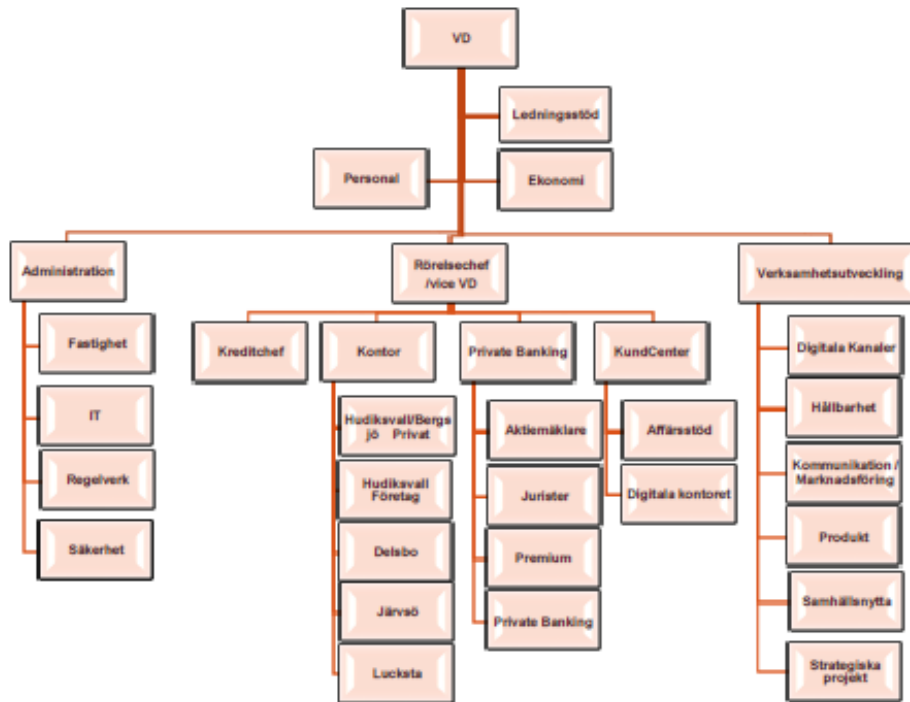 VD
Ledningsstöd
Personal
Ekonomi
Administration
Rörelsechef
/vice VD
Verksamhetsutveckling
Fastighet
IT
Regelverk
Säkerhet
Kreditchef
Kontor
Private Banking
KundCenter
Hudiksvall/Bergs
jö Privat
Hudiksvall
Företag
Delsbo
Järvsö
Lucksta
Aktiemäklare
Jurister
Premium
Private Banking
Affärsstöd
Digitala kontoret
Digitala Kanaler
Hållbarhet
Kommunikation /
Marknadsföring
Produkt
Samhällsnytta
Strategiska
projekt